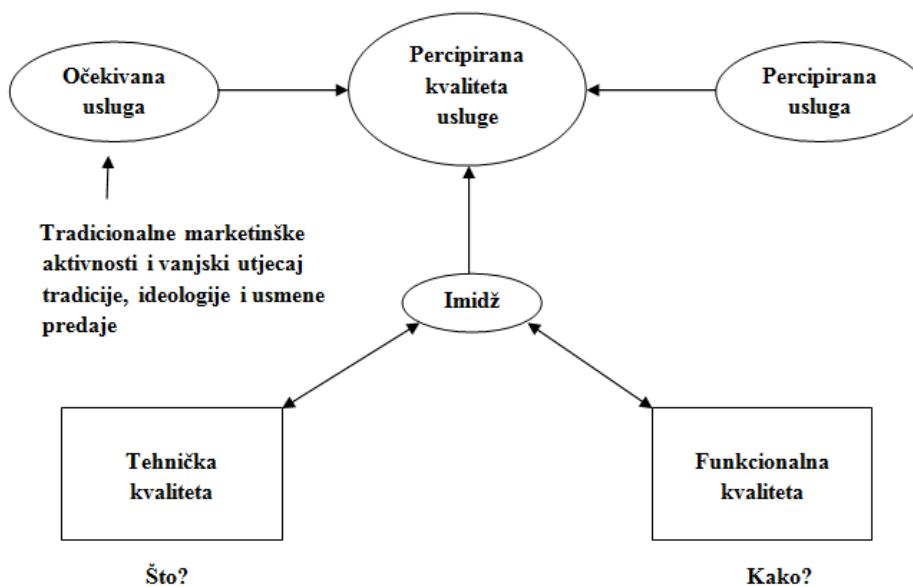 Očekivana
usluga
Percipirana
kvaliteta
usluge
Percipirana
usluga
Tradicionalne marketinške
aktivnosti i vanjski utjecaj
tradicije, ideologije i usmene
predaje
Imidž
Tehnička
kvaliteta
Funkcionalna
kvaliteta
Što?
Kako?